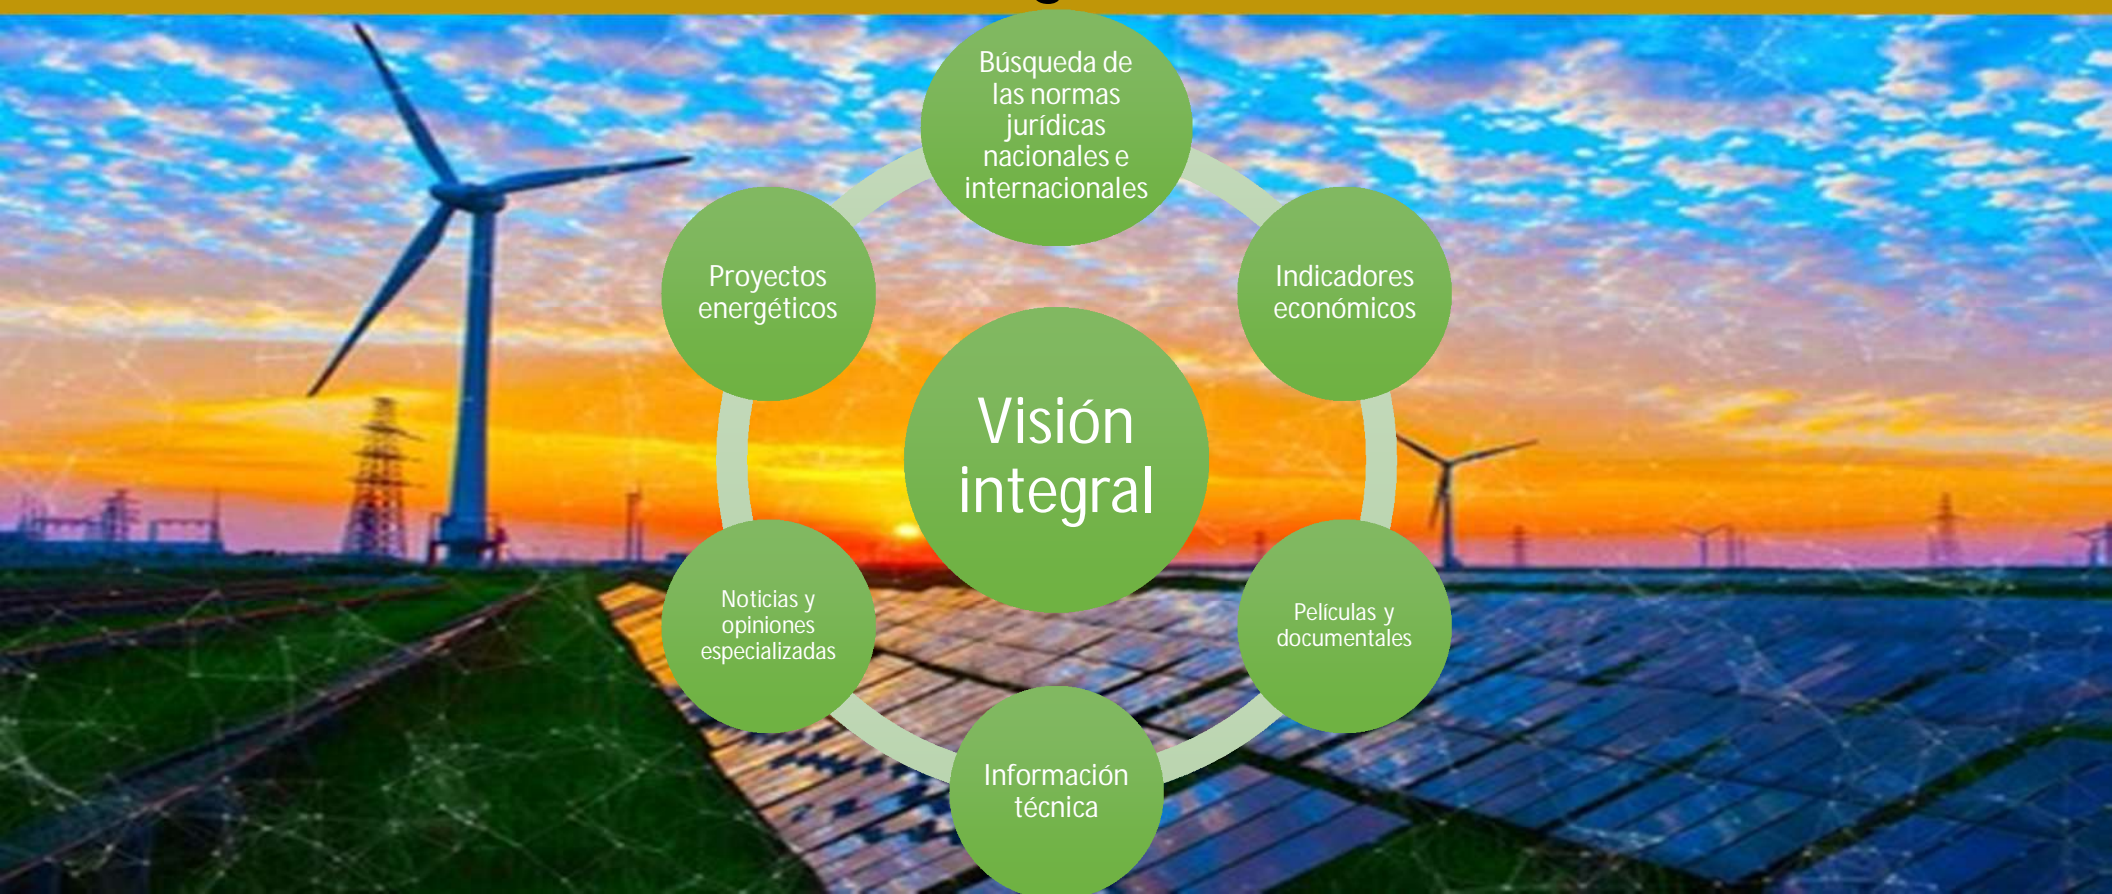 Búsqueda de
las normas
jurídicas
nacionales e
internacionales
Proyectos
energéticos
Indicadores
económicos
Visión
integral
Noticias y
opiniones
especializadas
Películas y
documentales
Información
técnica